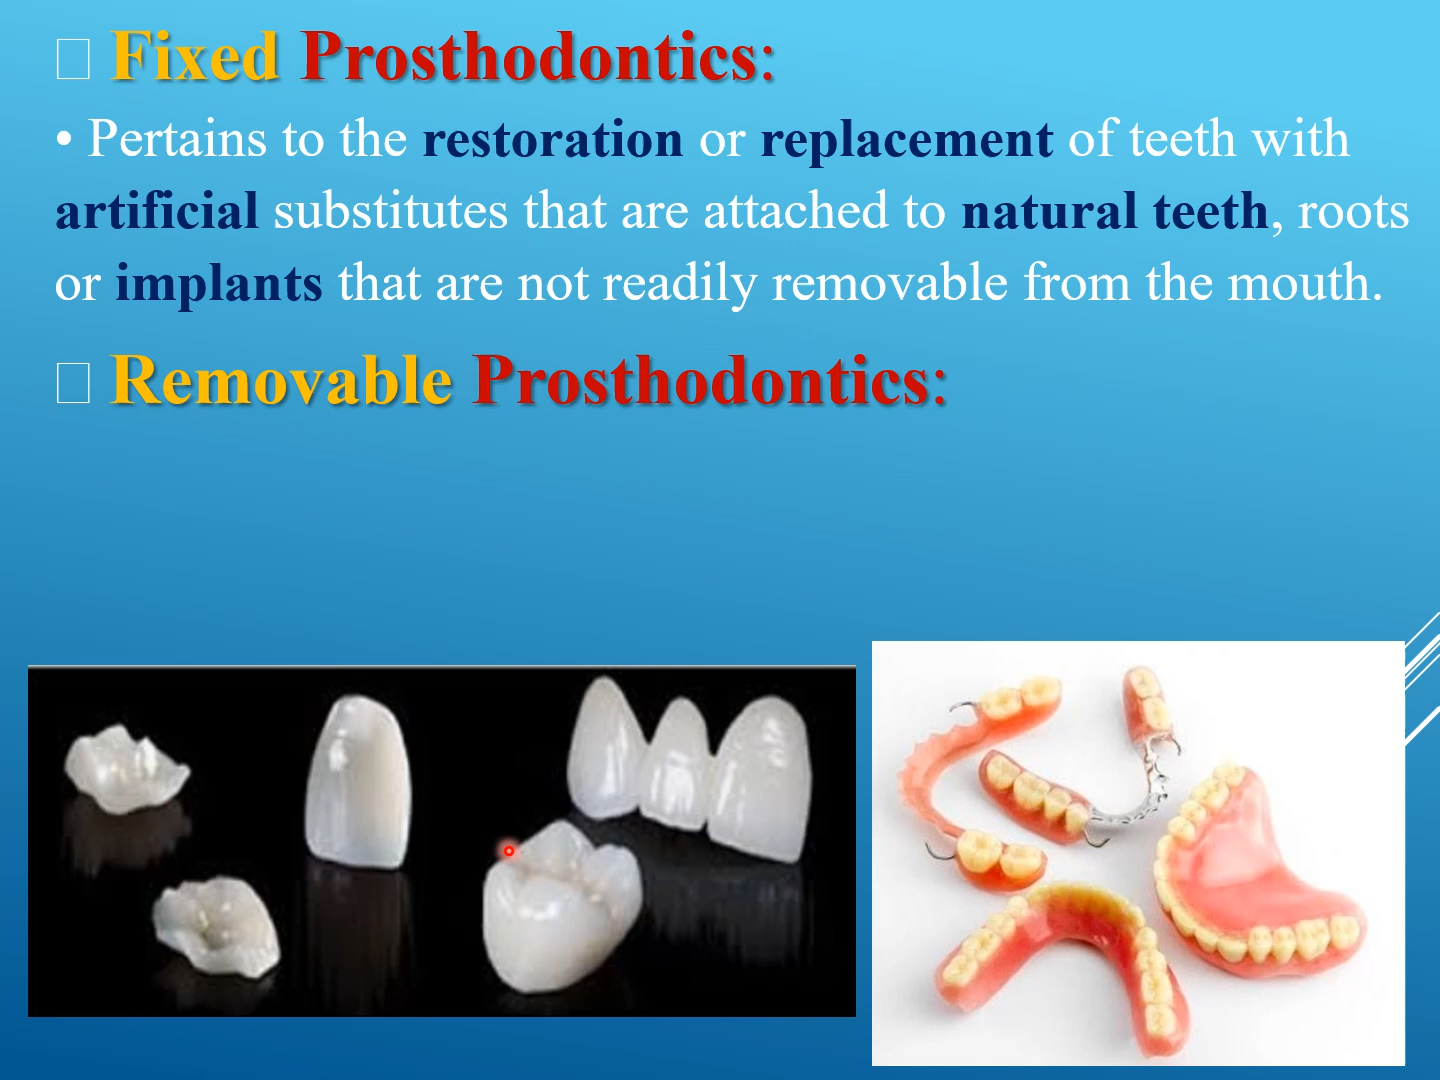 Fixed Prosthodontics:
• Pertains to the restoration or replacement of teeth with
artificial substitutes that are attached to natural teeth, roots
or implants that are not readily removable from the mouth.
Removable Prosthodontics: